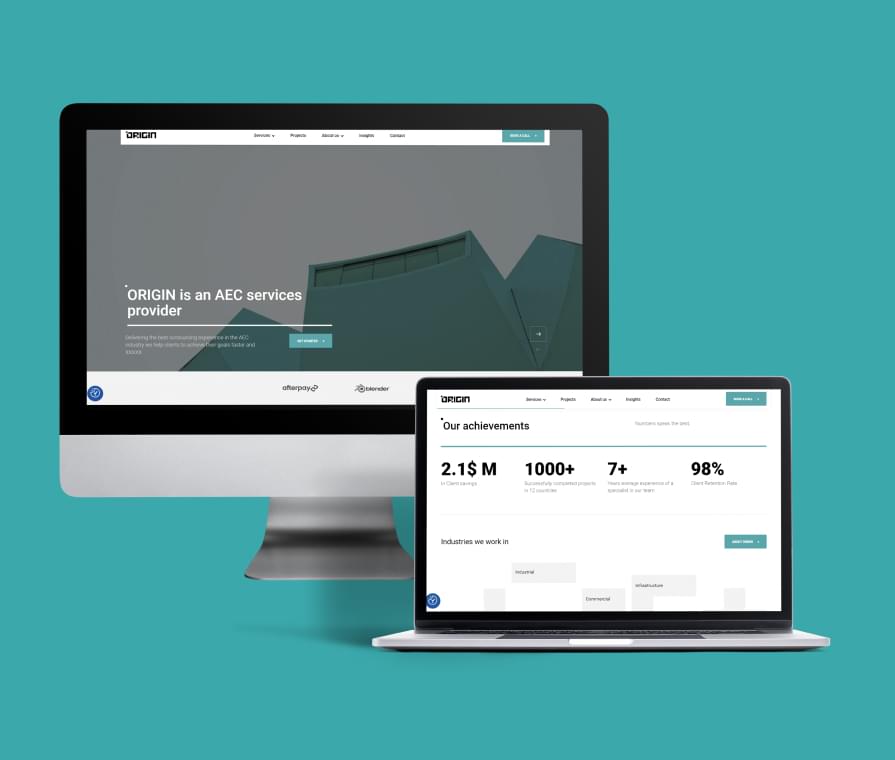 ORIGIN
Services
Projects
About us
Insights
Contact
BOOK A CALL
ORIGIN is an AEC services
provider
Delivering the best outsourcing experience in the AEC
industry we help clients to achieve their goals faster and
GET STARTED
afterpay
blender
ORIGIN
Services
Projects
About us
Insights
Contact
BOOK A CALL
Our achievements
Numbers speak the best.
2.1$ M
1000+
7+
98%
In Client savings
Successfully completed projects
in 12 countries
Years average experience of a
specialist in our team
Client Retention Rate
Industries we work in
ABOUT ORIGIN
Industrial
Infrastructure
Commercial